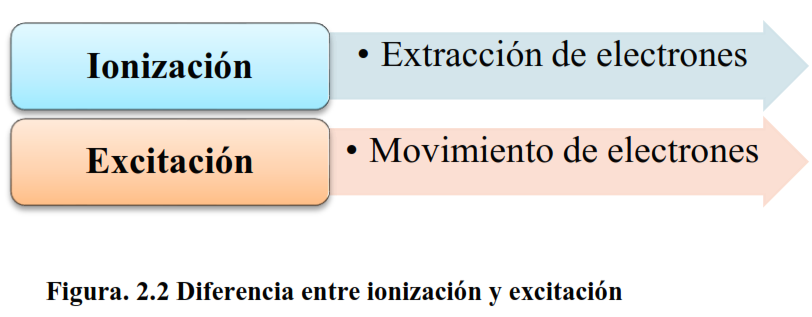 Ionización
• Extracción de electrones
Excitación
• Movimiento de electrones
Figura. 2.2 Diferencia entre ionización y excitación